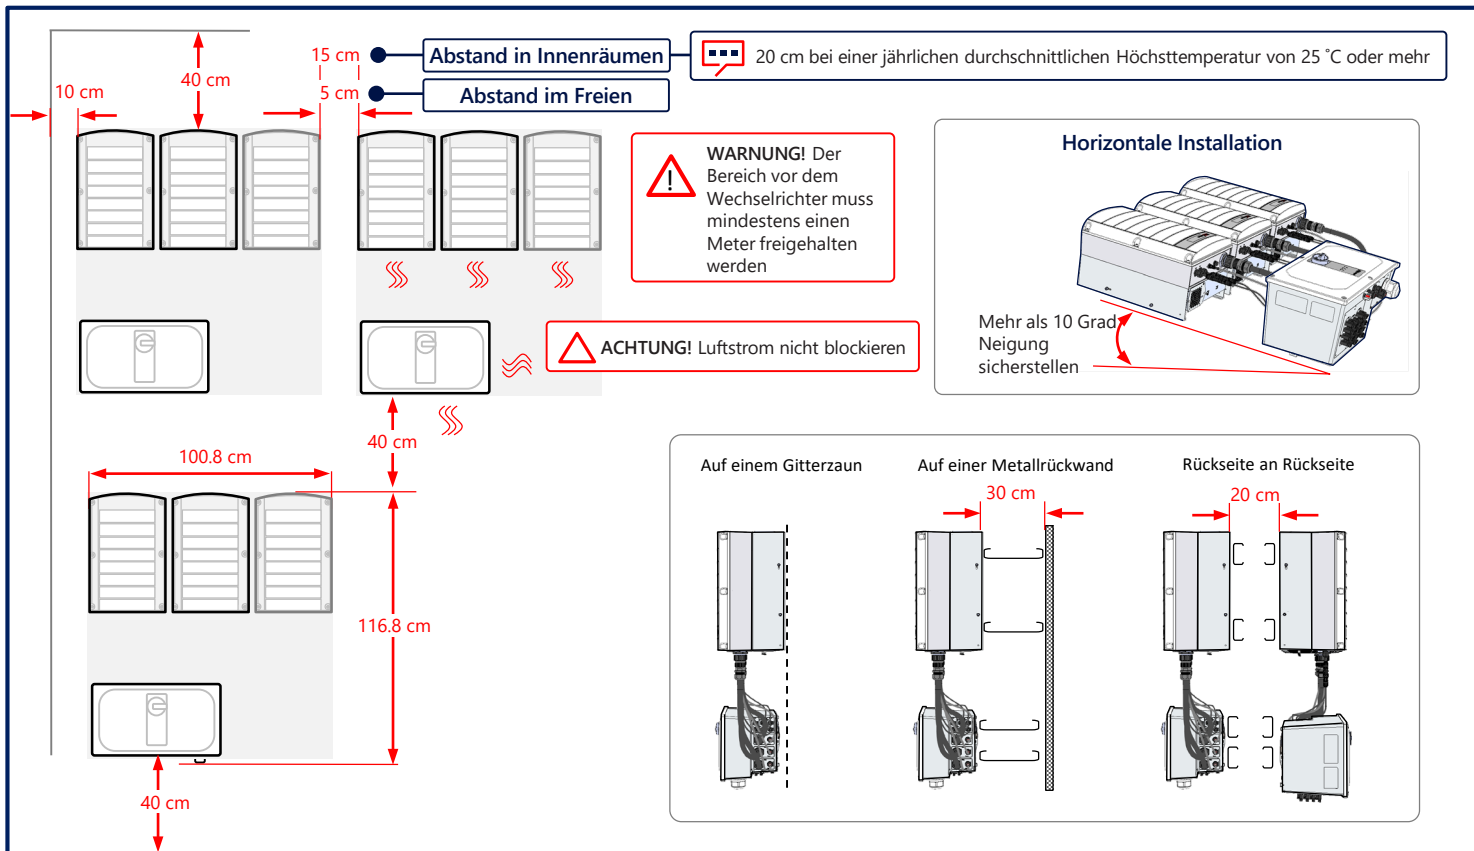 15 cm
Abstand in Innenräumen
20 cm bei einer jährlichen durchschnittlichen Höchsttemperatur von 25 °C oder mehr
40 cm
10 cm
5 cm
Abstand im Freien
WARNUNG! Der
Bereich vor dem
Wechselrichter muss
mindestens einen
Meter freigehalten
werden
Horizontale Installation
Mehr als 10 Grad
Neigung
sicherstellen
ACHTUNG! Luftstrom nicht blockieren
40 cm
100.8 cm
116.8 cm
40 cm
Auf einem Gitterzaun
Auf einer Metallrückwand
Rückseite an Rückseite
30 cm
20 cm